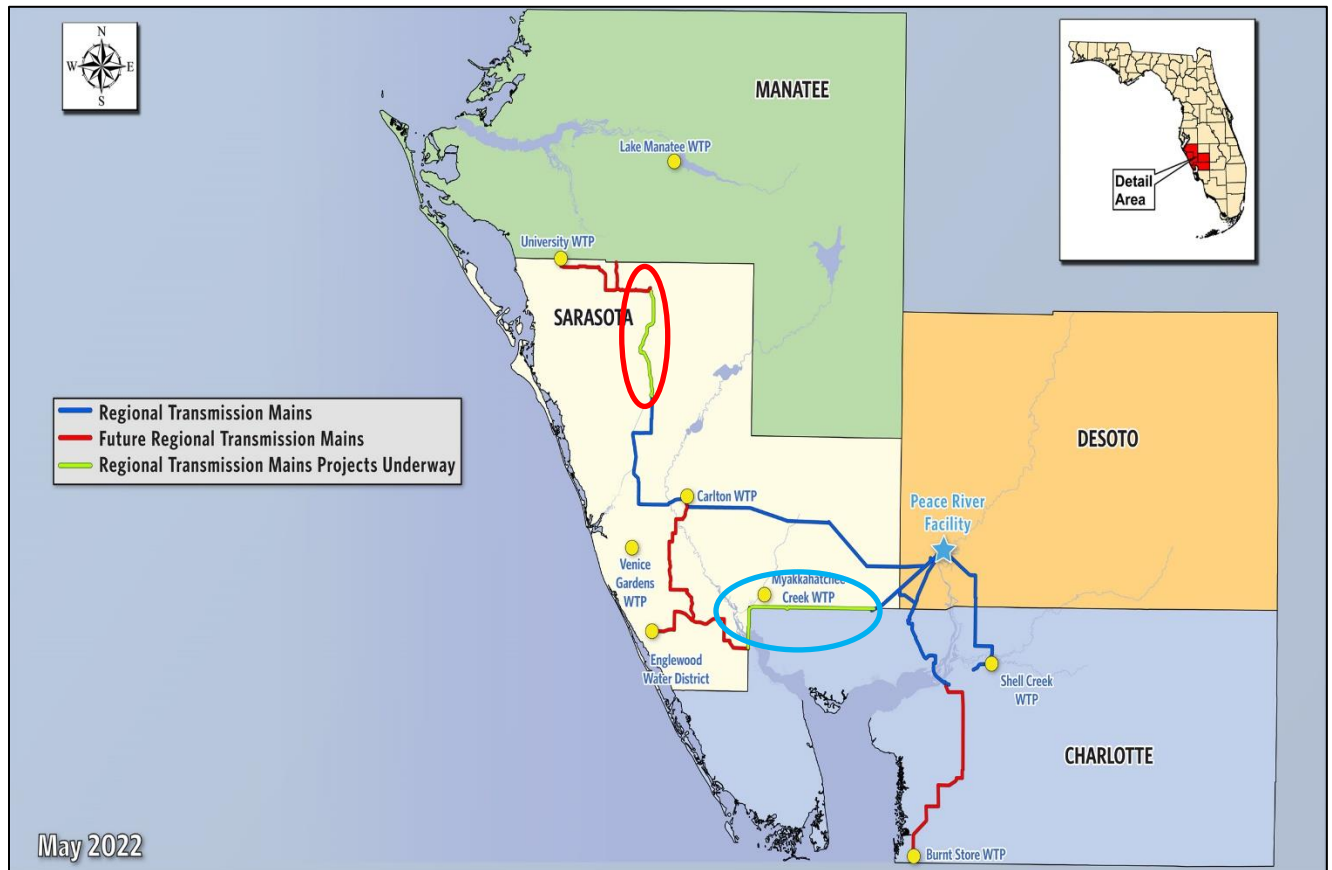 N
W E
S
MANATEE
Lake Manatee WTP
Detail
Area
University WTP
SARASOTA
Regional Transmission Mains
Future Regional Transmission Mains
Regional Transmission Mains Projects Underway
DESOTO
Carlton WTP
Peace River
Facility
Venice
Gardens
WTP
Myakkahatchee
Creek WTP
Englewood
Water District
Shell Creek
WTP
CHARLOTTE
May 2022
Burnt Store WTP